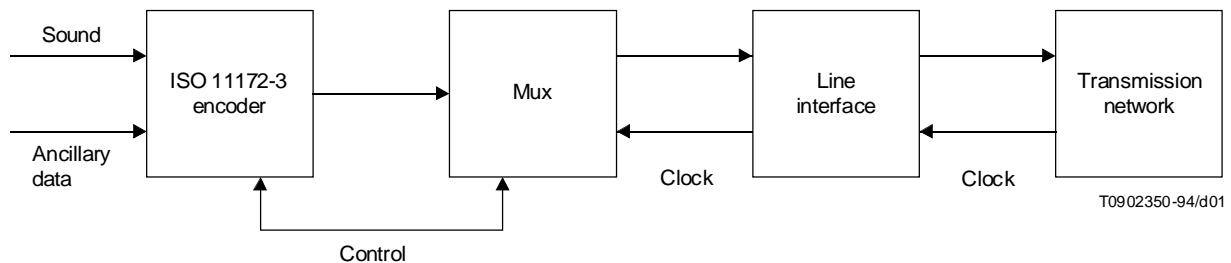 Sound
ISO 11172-3
encoder
Mux
Line
interface
Transmission
network
Ancillary
data
Clock
Clock
T0902350-94/d01
Control